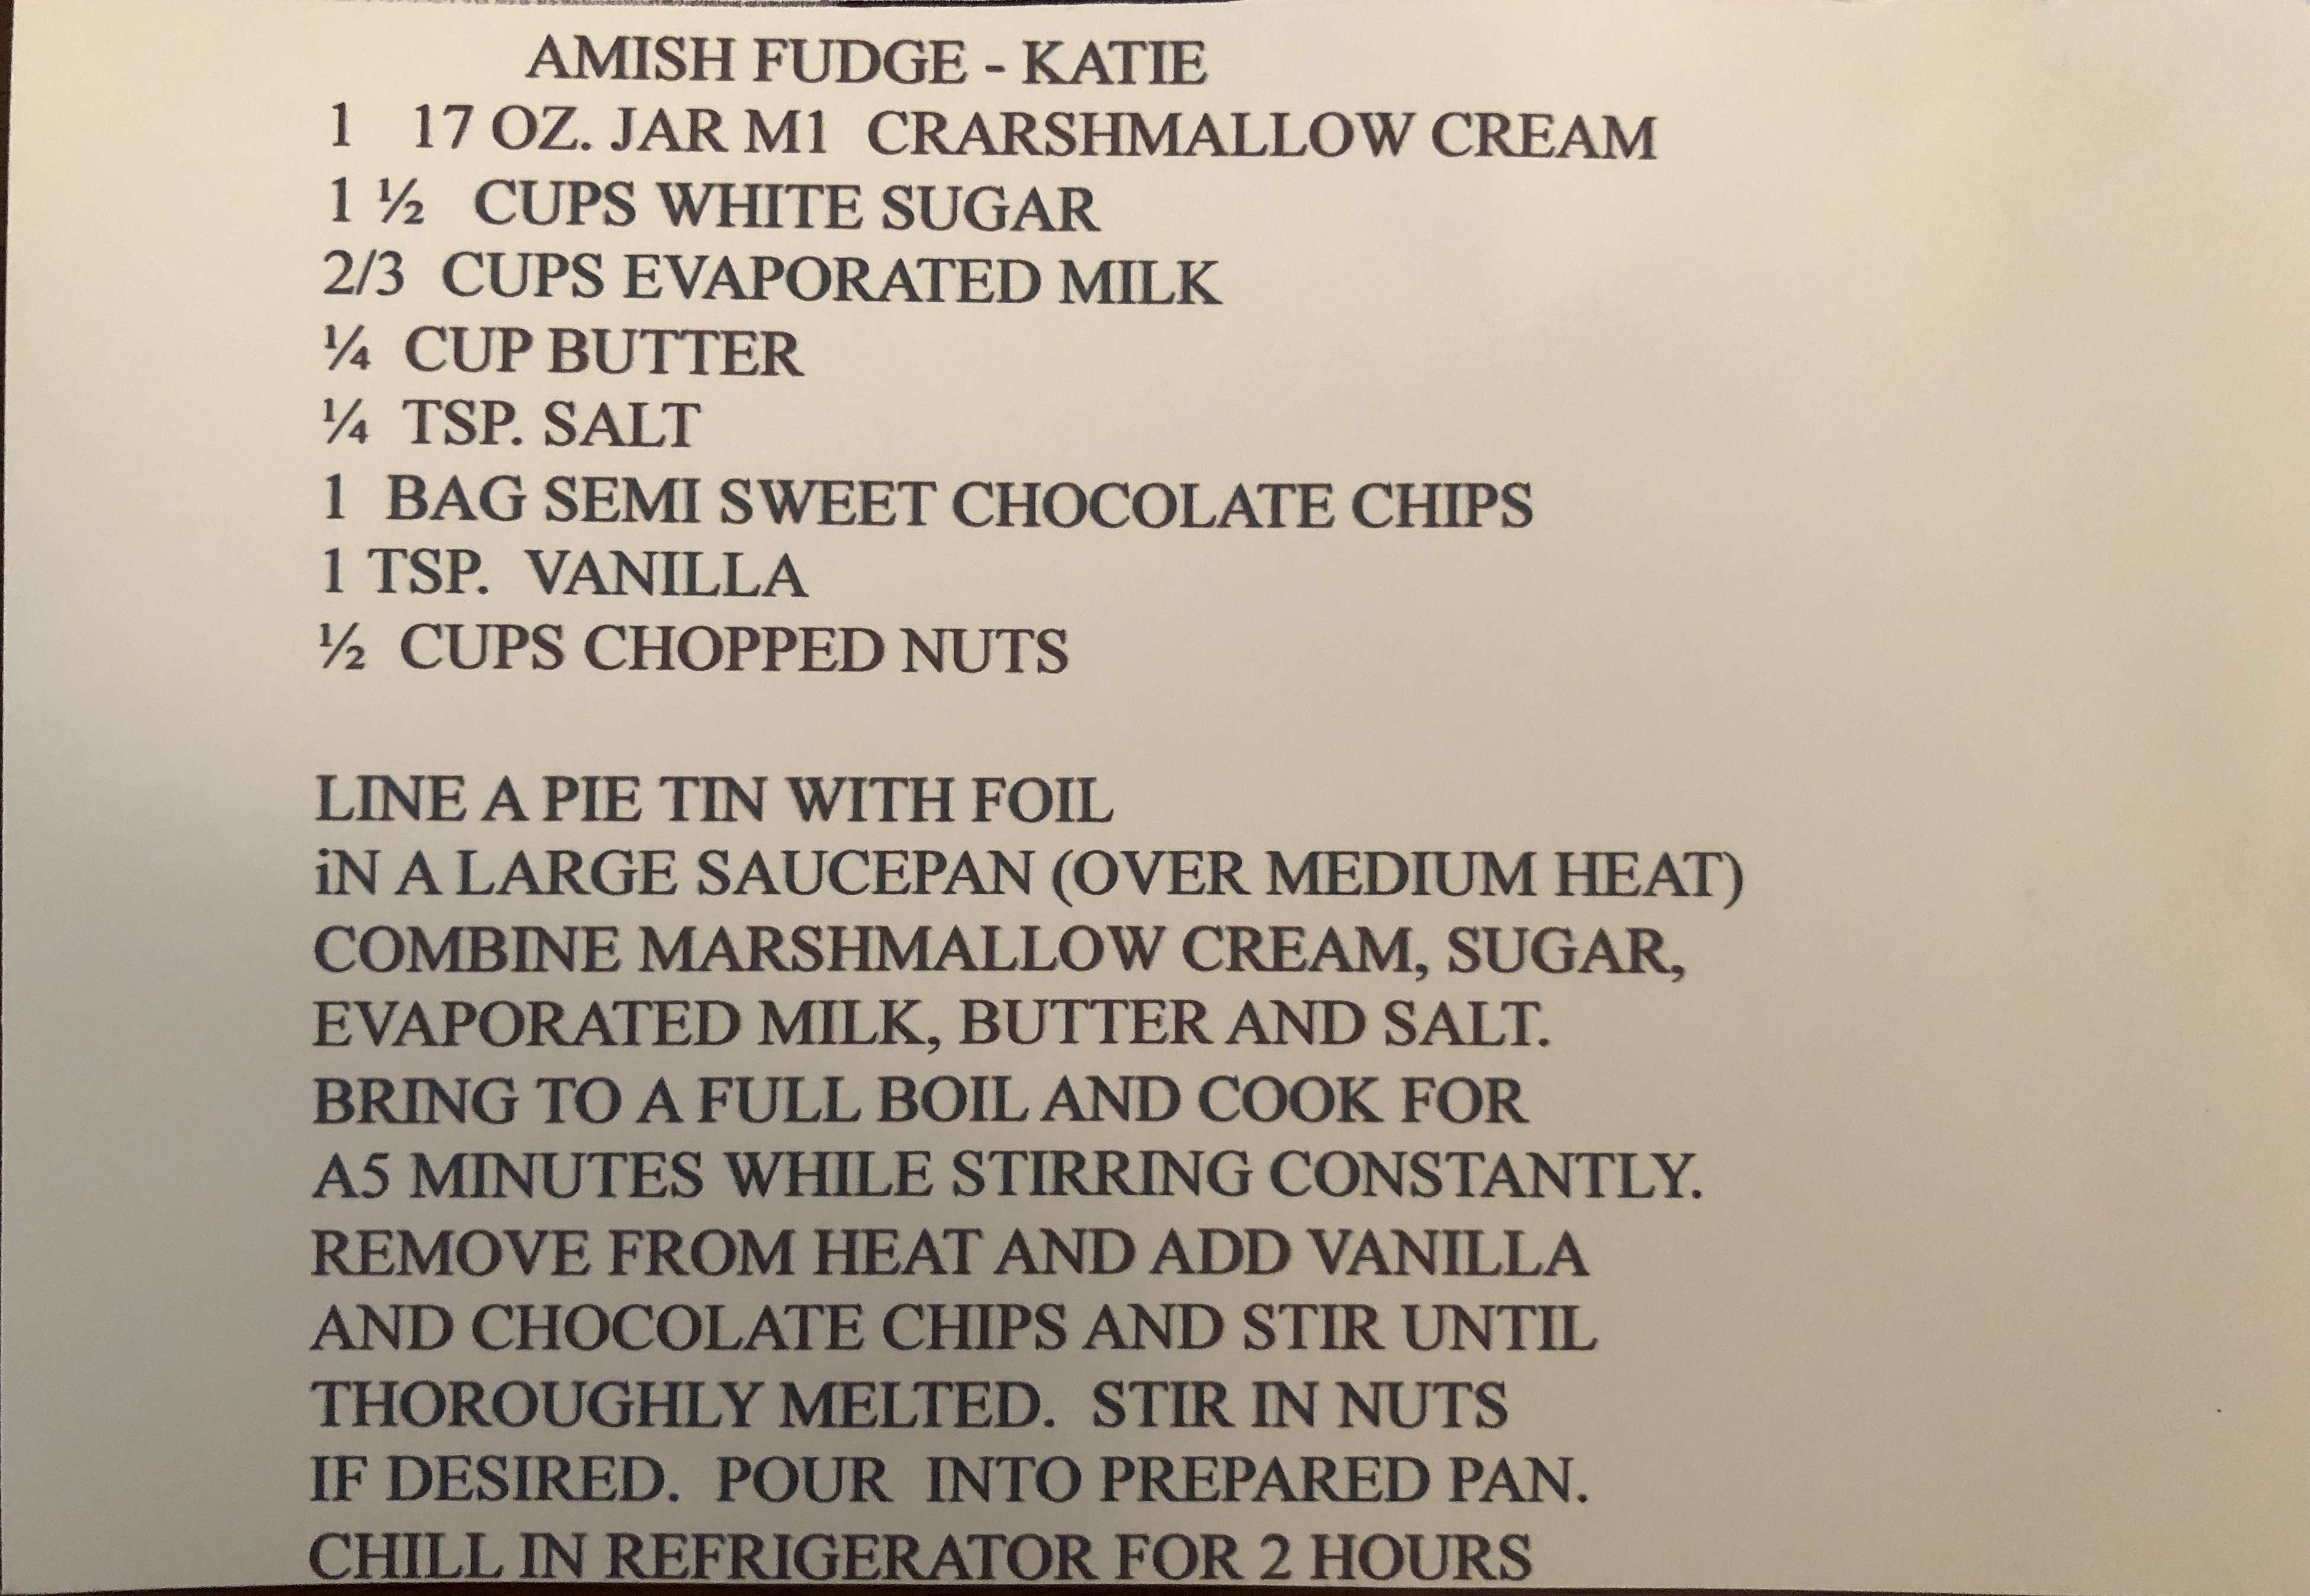 AMISH FUDGE - KATIE
1 17 OZ. JAR M1 CRARSHMALLOW CREAM
1 ½ CUPS WHITE SUGAR
2/3 CUPS EVAPORATED MILK
¼ CUP BUTTER
¼ TSP. SALT
1 BAG SEMI SWEET CHOCOLATE CHIPS
1 TSP. VANILLA
½ CUPS CHOPPED NUTS
LINE A PIE TIN WITH FOIL
iN A LARGE SAUCEPAN (OVER MEDIUM HEAT)
COMBINE MARSHMALLOW CREAM, SUGAR,
EVAPORATED MILK, BUTTER AND SALT.
BRING TO A FULL BOIL AND COOK FOR
A5 MINUTES WHILE STIRRING CONSTANTLY.
REMOVE FROM HEAT AND ADD VANILLA
AND CHOCOLATE CHIPS AND STIR UNTIL
THOROUGHLY MELTED. STIR IN NUTS
IF DESIRED. POUR INTO PREPARED PAN.
CHILL IN REFRIGERATOR FOR 2 HOURS